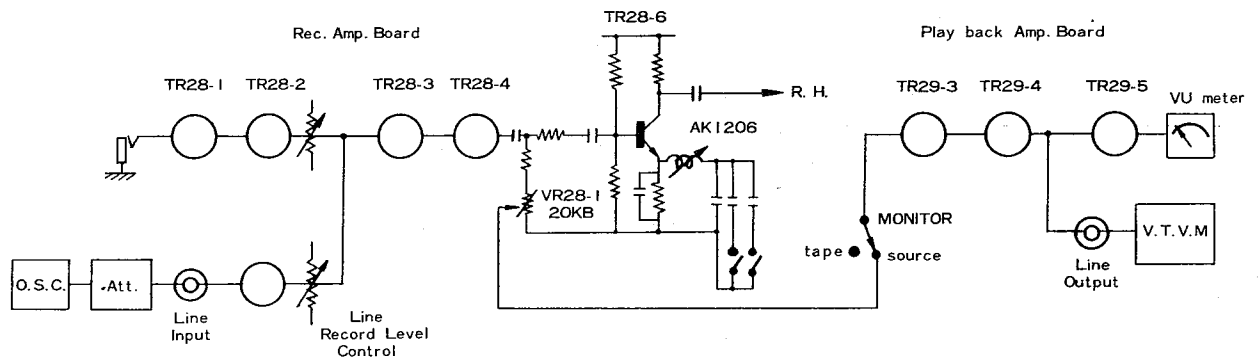 TR28-6
Rec. Amp. Board
Play back Amp. Board
TR28-1
TR28-2
TR28-3
TR28-4
R. H.
TR29-3
TR29-4
TR29-5
VU meter
AK1206
VR28-1
20KB
MONITOR
tape
source
V.T.V.M
Line
Output
O.S.C.
Att.
Line
Input
Line
Record Level
Control